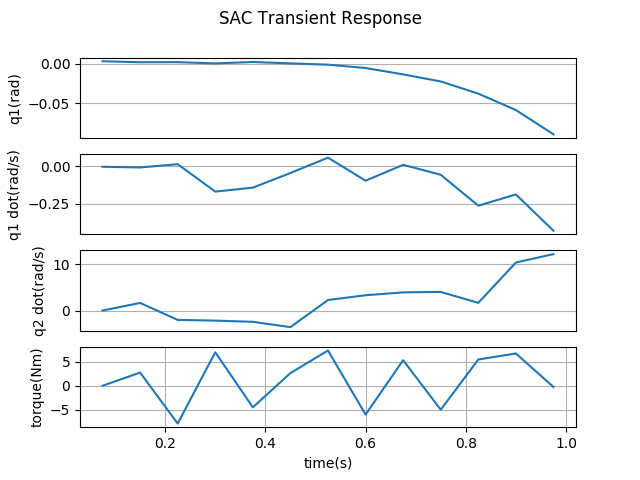 SAC Transient Response
q1(rad)
0.00
−0.05
q1 dot(rad/s)
0.00
−0.25
q2 dot(rad/s)
10
0
torque(Nm)
5
0
−5
0.2 0.4 0.6 0.8 1.0
time(s)